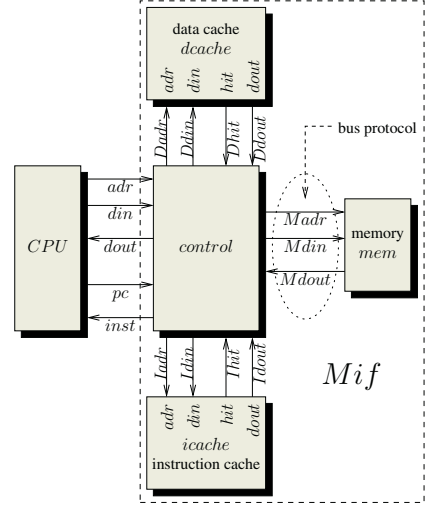 data cache
dcache
adr din hit dout
Dadr Ddin Dhit Ddout
bus protocol
CPU
adr
din
dout
pc
inst
control
Madr
Mdin
Mdout
memory
mem
Iadr Idin Ihit Idout
adr din hit dout
icache
instruction cache
Mif